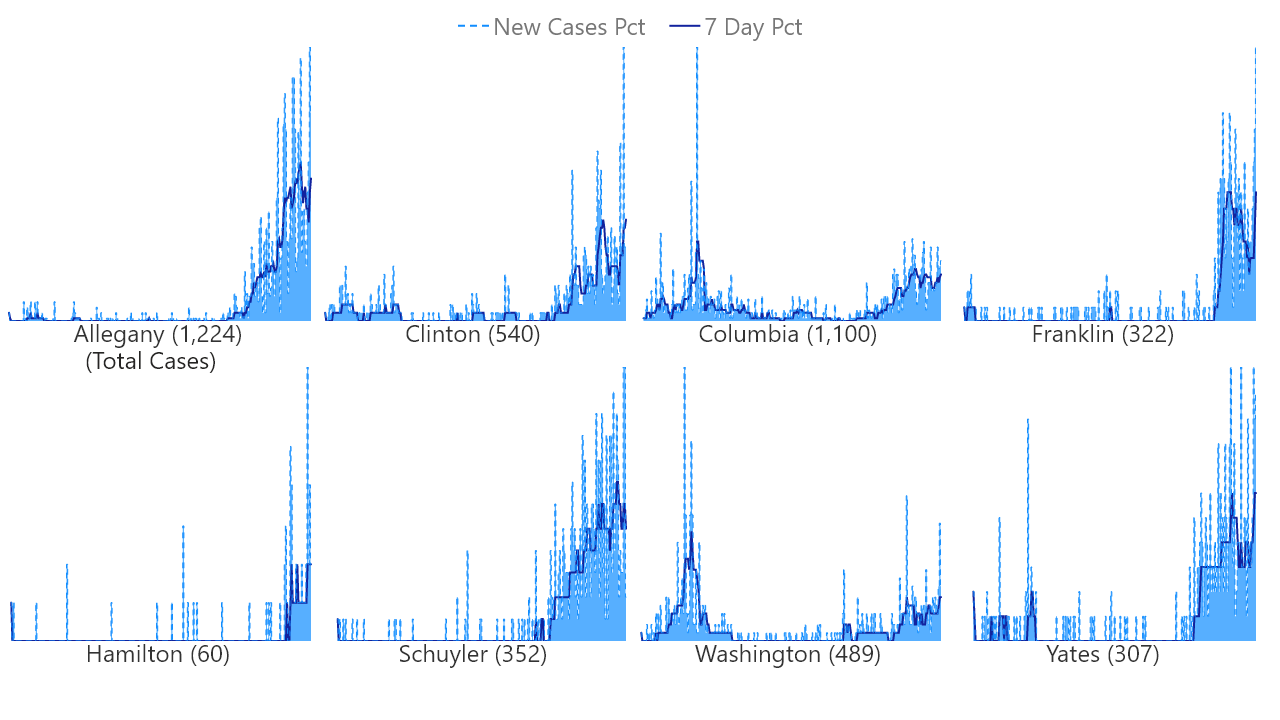 New Cases Pct 7 Day Pct
Allegany (1,224) Clinton (540) Columbia (1,100) Franklin (322)
(Total Cases)
Hamilton (60) Schuyler (352) Washington (489) Yates (307)